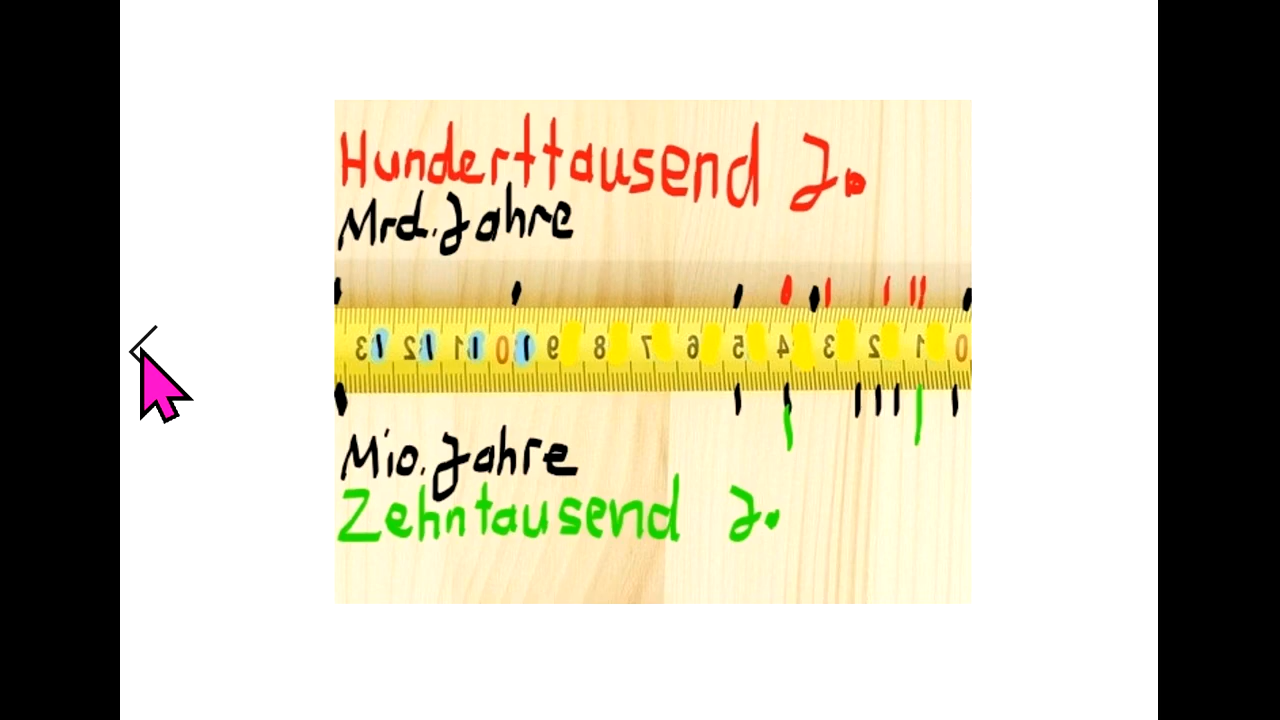 Hunderttausend J.
Mrd. Jahre
13 12 11 10 9 8 7 6 5 4 3 2 1 0
Mio. Jahre
Zehntausend J.